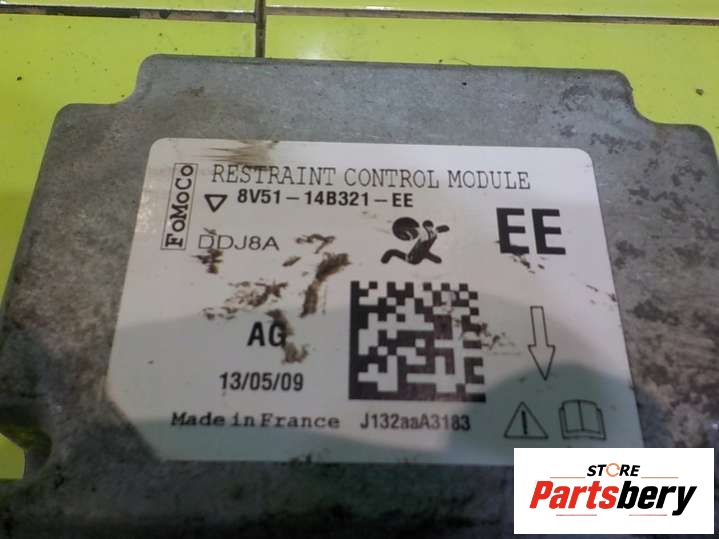 FoMoCo
RESTRAINT CONTROL MODULE
8V51-14B321-EE
EE
DDJ8A
AG
13/05/09
Made in France
J132aaA3183
STORE
Partsbery